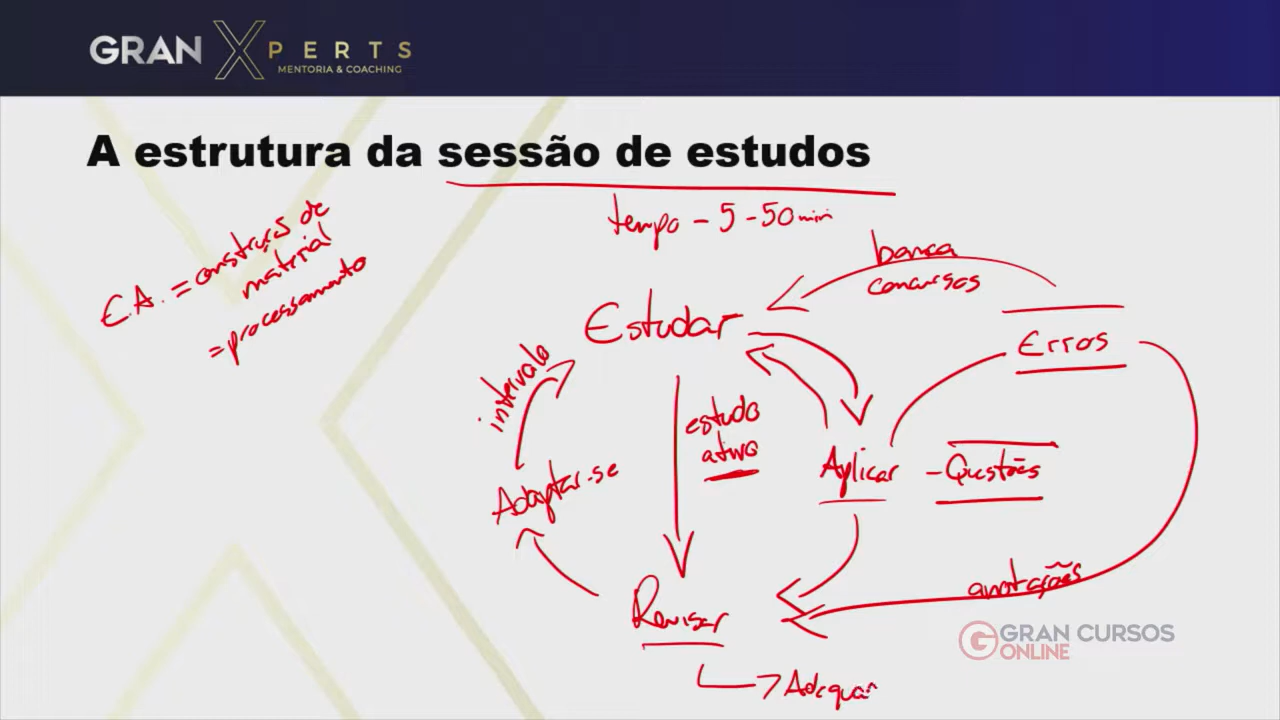 GRAN XPERTS
MENTORIA & COACHING
A estrutura da sessão de estudos
tempo - 5 - 50 min
E.A. = construção de
material
= processamento
banca
concursos
Estudar
Erros
intervalo
estudo
ativo
Aplicar - Questões
Adaptar-se
anotações
Revisar
GRAN CURSOS
ONLINE
Adequar